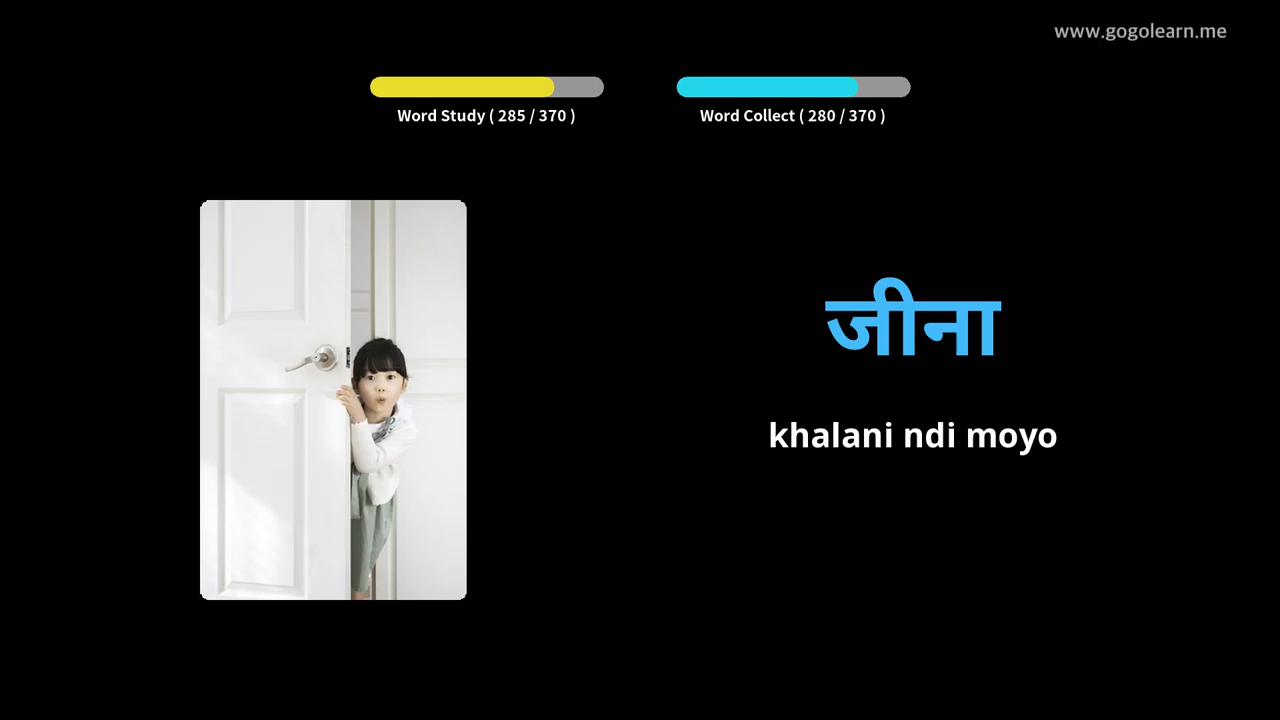 www.gogolearn.me
Word Study ( 285 / 370 )
Word Collect ( 280 / 370 )
जीना
khalani ndi moyo